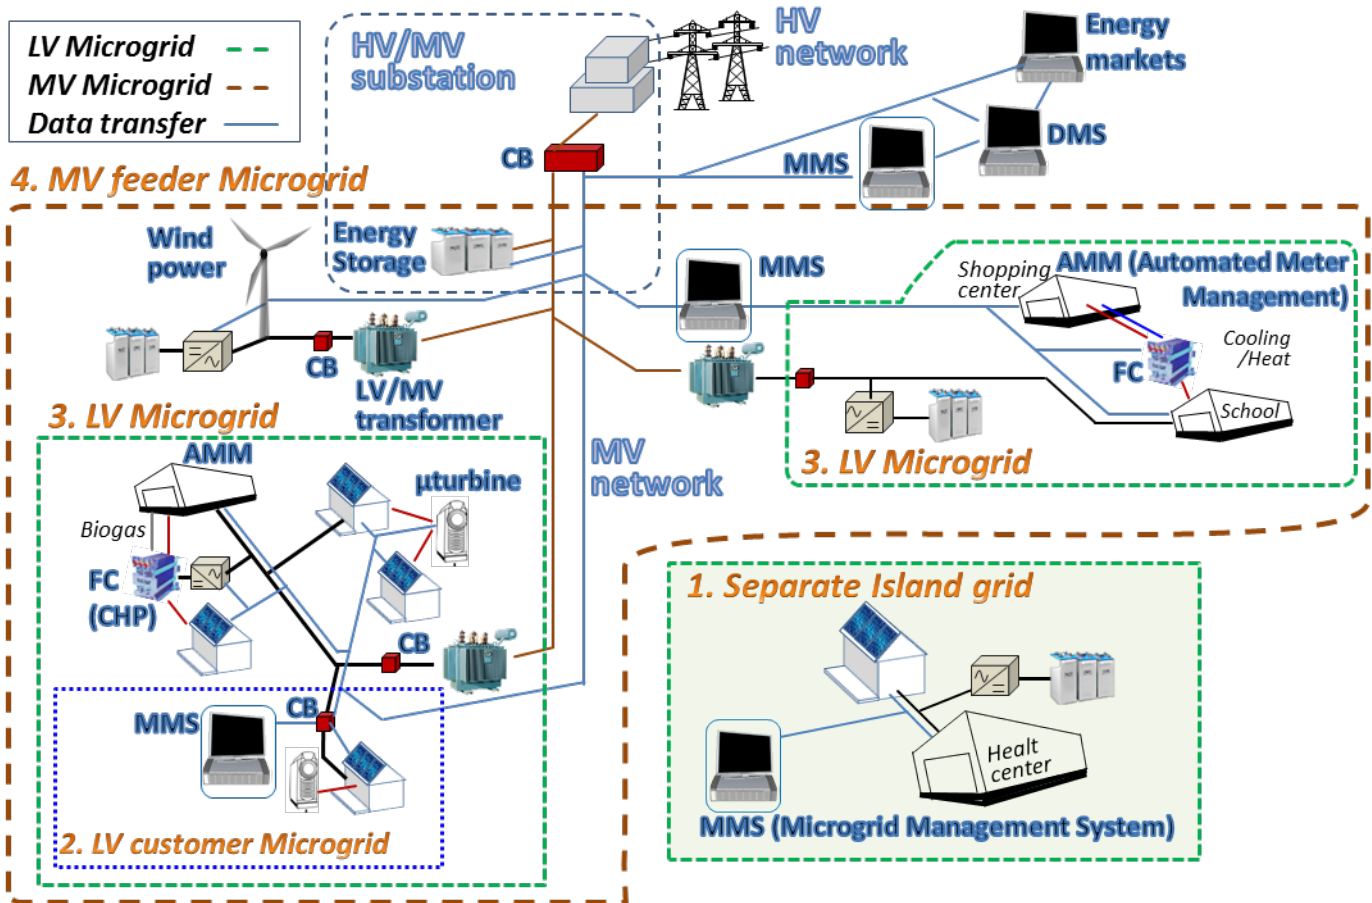 LV Microgrid
MV Microgrid
Data transfer
HV/MV
substation
HV
network
Energy
markets
CB
MMS
DMS
4. MV feeder Microgrid
Wind
power
Energy
Storage
MMS
Shopping
center
AMM (Automated Meter
Management)
CB
LV/MV
transformer
FC
Cooling
/Heat
School
3. LV Microgrid
3. LV Microgrid
AMM
MV
network
µturbine
Biogas
FC
(CHP)
CB
1. Separate Island grid
MMS
CB
Healt
center
2. LV customer Microgrid
MMS (Microgrid Management System)